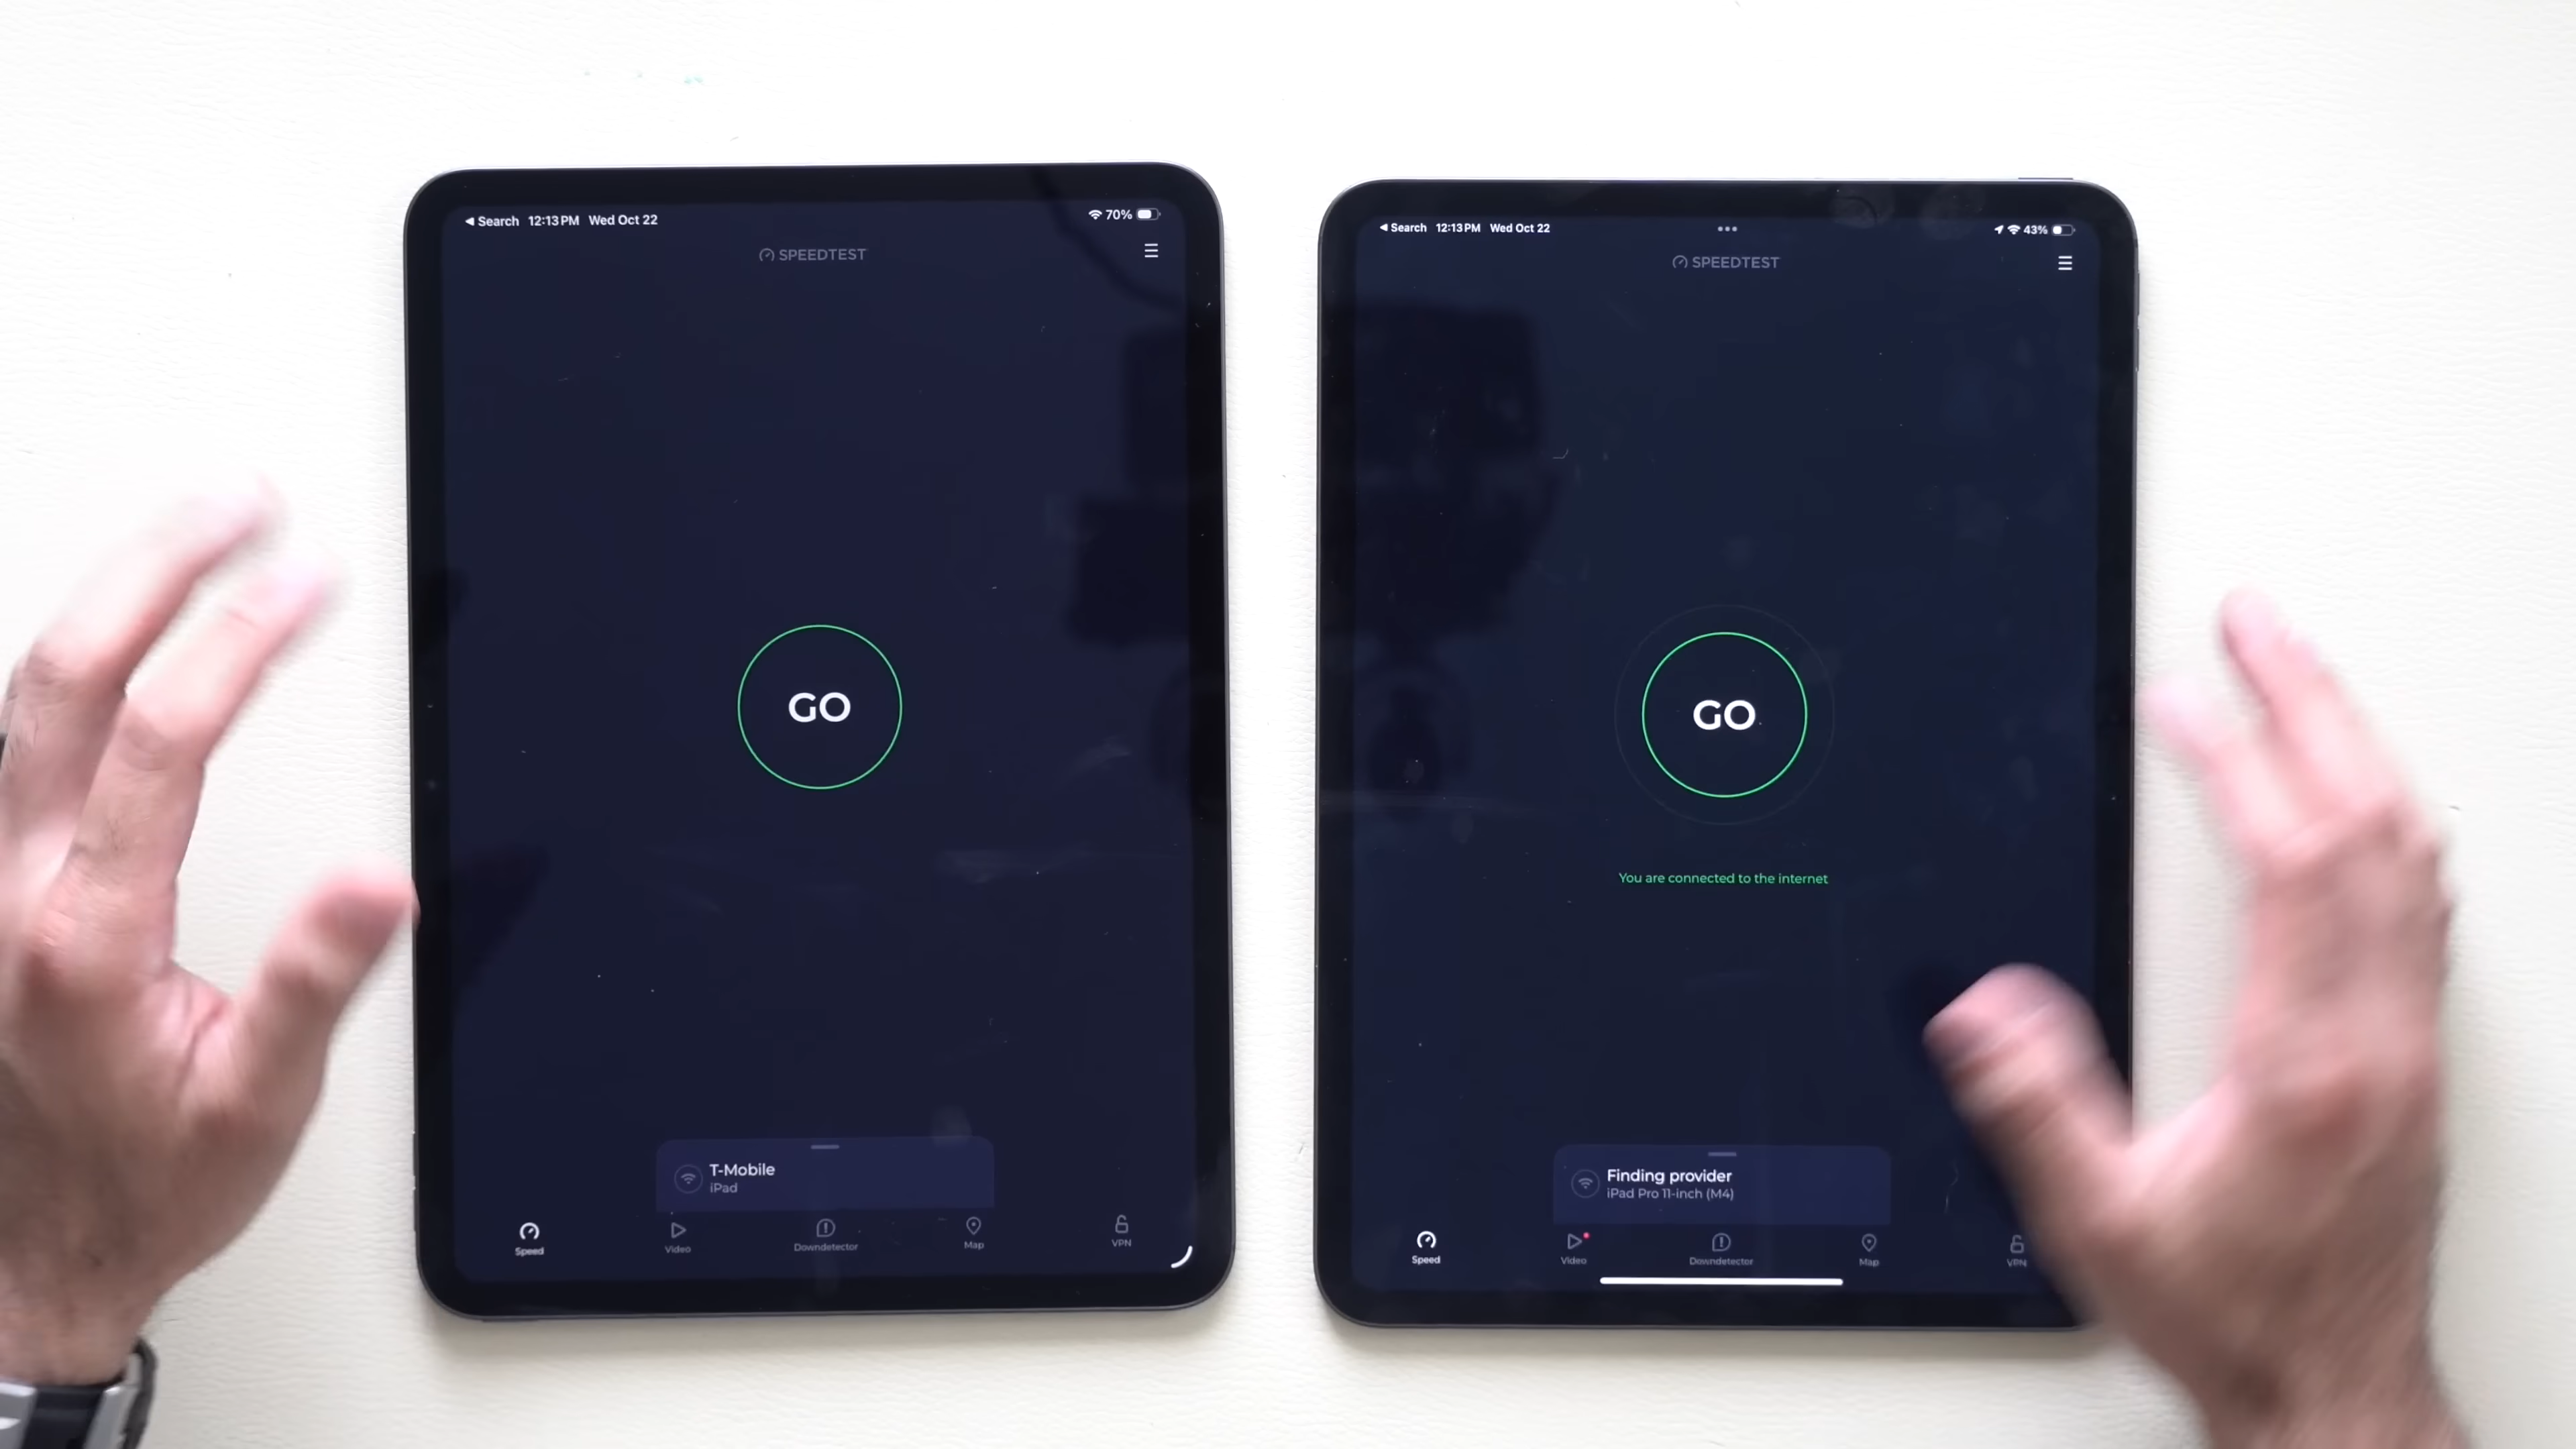 Search 12:13 PM Wed Oct 22
70%
SPEEDTEST
GO
T-Mobile
iPad
Speed
Video
Downdetector
Map
VPN
Search 12:13 PM Wed Oct 22
43%
SPEEDTEST
GO
You are connected to the internet
Finding provider
iPad Pro 11-inch (M4)
Speed
Video
Downdetector
Map
VPN